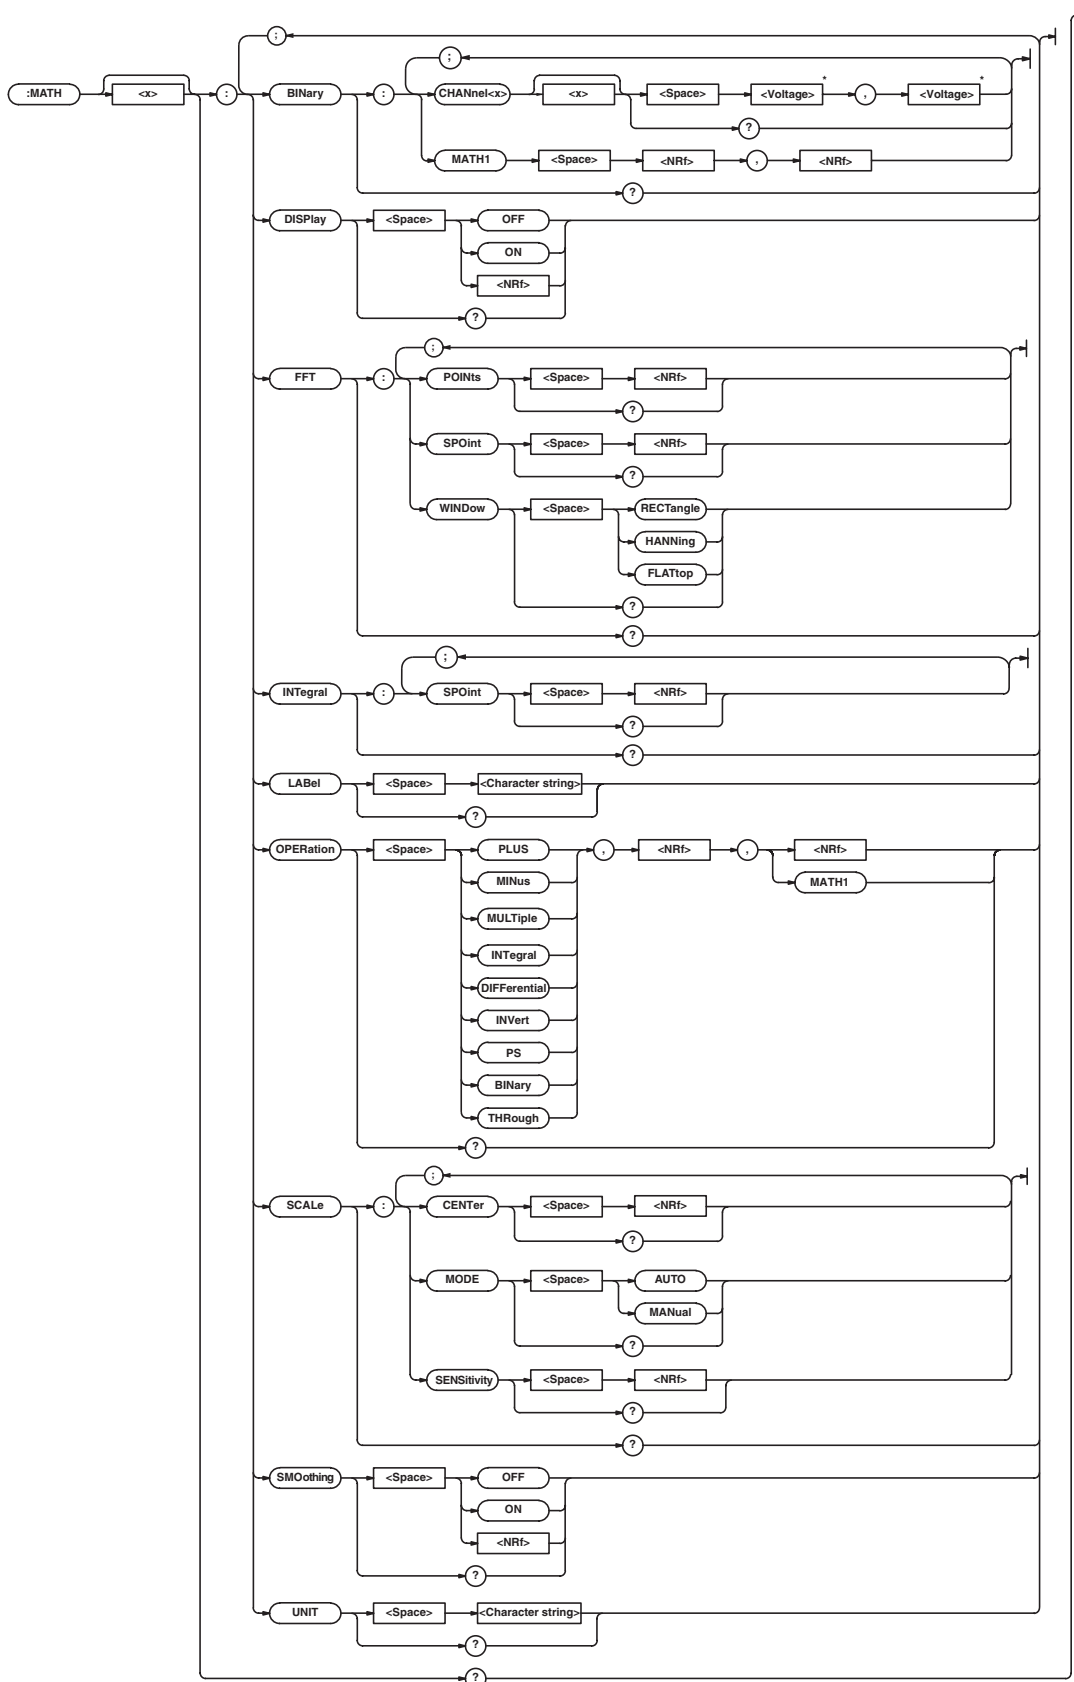 ;
;
:MATH <x> : BINary : CHANnel<x> <x> <Space> <Voltage>* , <Voltage>*
?
MATH1 <Space> <NRf> , <NRf>
?
DISPlay <Space> OFF
ON
<NRf>
?
;
FFT : POINts <Space> <NRf>
?
SPOint <Space> <NRf>
?
WINDow <Space> RECTangle
HANNing
FLATtop
?
?
;
INTegral : SPOint <Space> <NRf>
?
?
LABel <Space> <Character string>
?
OPERation <Space> PLUS , <NRf> , <NRf>
MINus MATH1
MULTiple
INTegral
DIFFerential
INVert
PS
BINary
THRough
?
;
SCALe : CENTer <Space> <NRf>
?
MODE <Space> AUTO
MANual
?
SENSitivity <Space> <NRf>
?
?
SMOothing <Space> OFF
ON
<NRf>
?
UNIT <Space> <Character string>
?
?